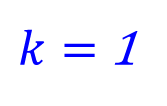 k = 1